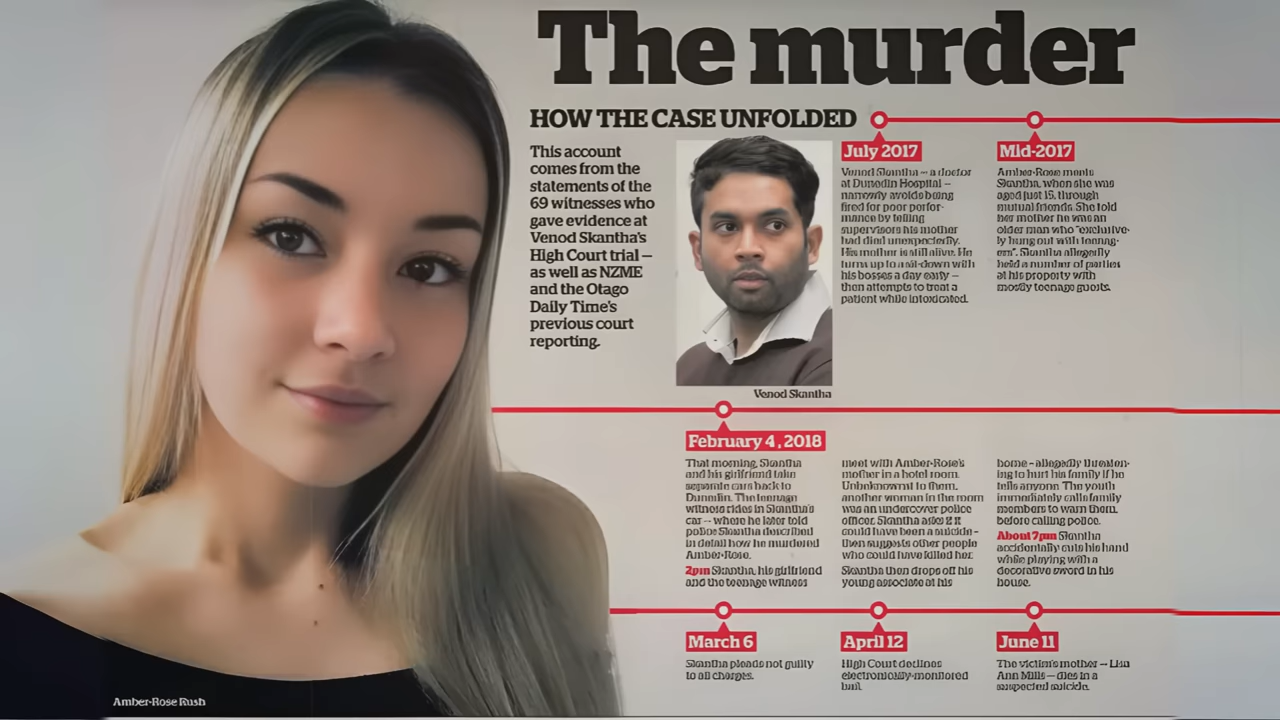 The murder
HOW THE CASE UNFOLDED
This account
comes from the
statements of the
69 witnesses who
gave evidence at
Venod Skantha's
High Court trial —
as well as NZME
and the Otago
Daily Time's
previous court
reporting.
Venod Skantha
July 2017
Venod Skantha — a doctor
at Dunedin Hospital —
narrowly avoids being
fired for poor perfor-
mance by telling
supervisors his mother
had died unexpectedly.
His mother is still alive. He
turns up to a sit-down with
his bosses a day early —
then attempts to treat a
patient while intoxicated.
Mid-2017
Amber-Rose meets
Skantha, when she was
aged just 15, through
mutual friends. She told
her mother he was an
older man who "exclusive-
ly hung out with teenag-
ers". Skantha allegedly
held a number of parties
at his property with
mostly teenage guests.
February 4, 2018
That morning, Skantha
and his girlfriend take
separate cars back to
Dunedin. The teenage
witness rides in Skantha's
car — where he later told
police Skantha described
in detail how he murdered
Amber-Rose.
2pm Skantha, his girlfriend
and the teenage witness
meet with Amber-Rose's
mother in a hotel room.
Unbeknownst to them,
another woman in the room
was an undercover police
officer. Skantha asks if it
could have been a suicide –
then suggests other people
who could have killed her.
Skantha then drops off his
young associate at his
home – allegedly threaten-
ing to hurt his family if he
tells anyone. The youth
immediately calls family
members to warn them,
before calling police.
About 7pm Skantha
accidentally cuts his hand
while playing with a
decorative sword in his
house.
March 6
Skantha pleads not guilty
to all charges.
April 12
High Court declines
electronically-monitored
bail.
June 11
The victim's mother — Lisa
Ann Mills — dies in a
suspected suicide.
Amber-Rose Rush